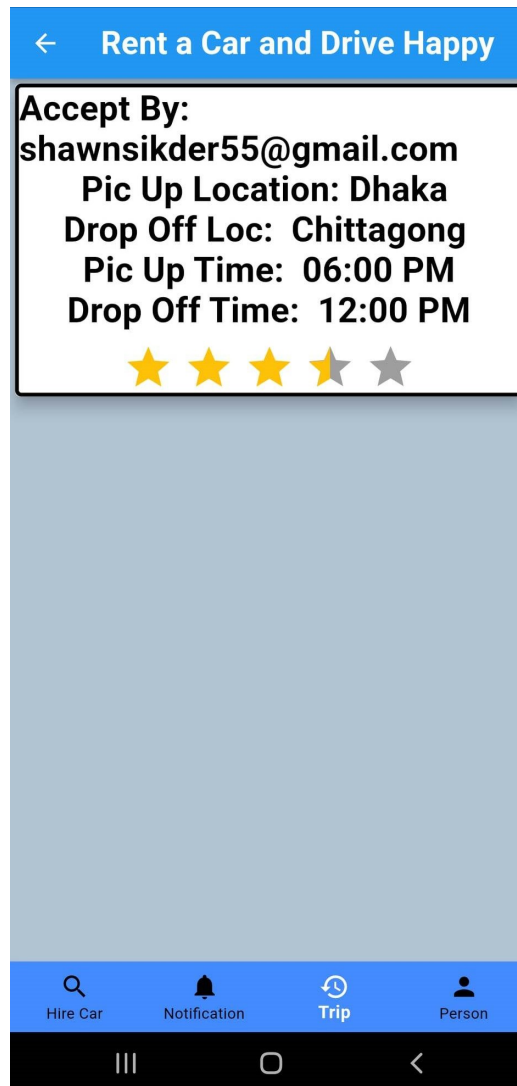 Rent a Car and Drive Happy
Accept By:
shawnsikder55@gmail.com
Pic Up Location: Dhaka
Drop Off Loc:  Chittagong
Pic Up Time:  06:00 PM
Drop Off Time:  12:00 PM
Hire Car
Notification
Trip
Person